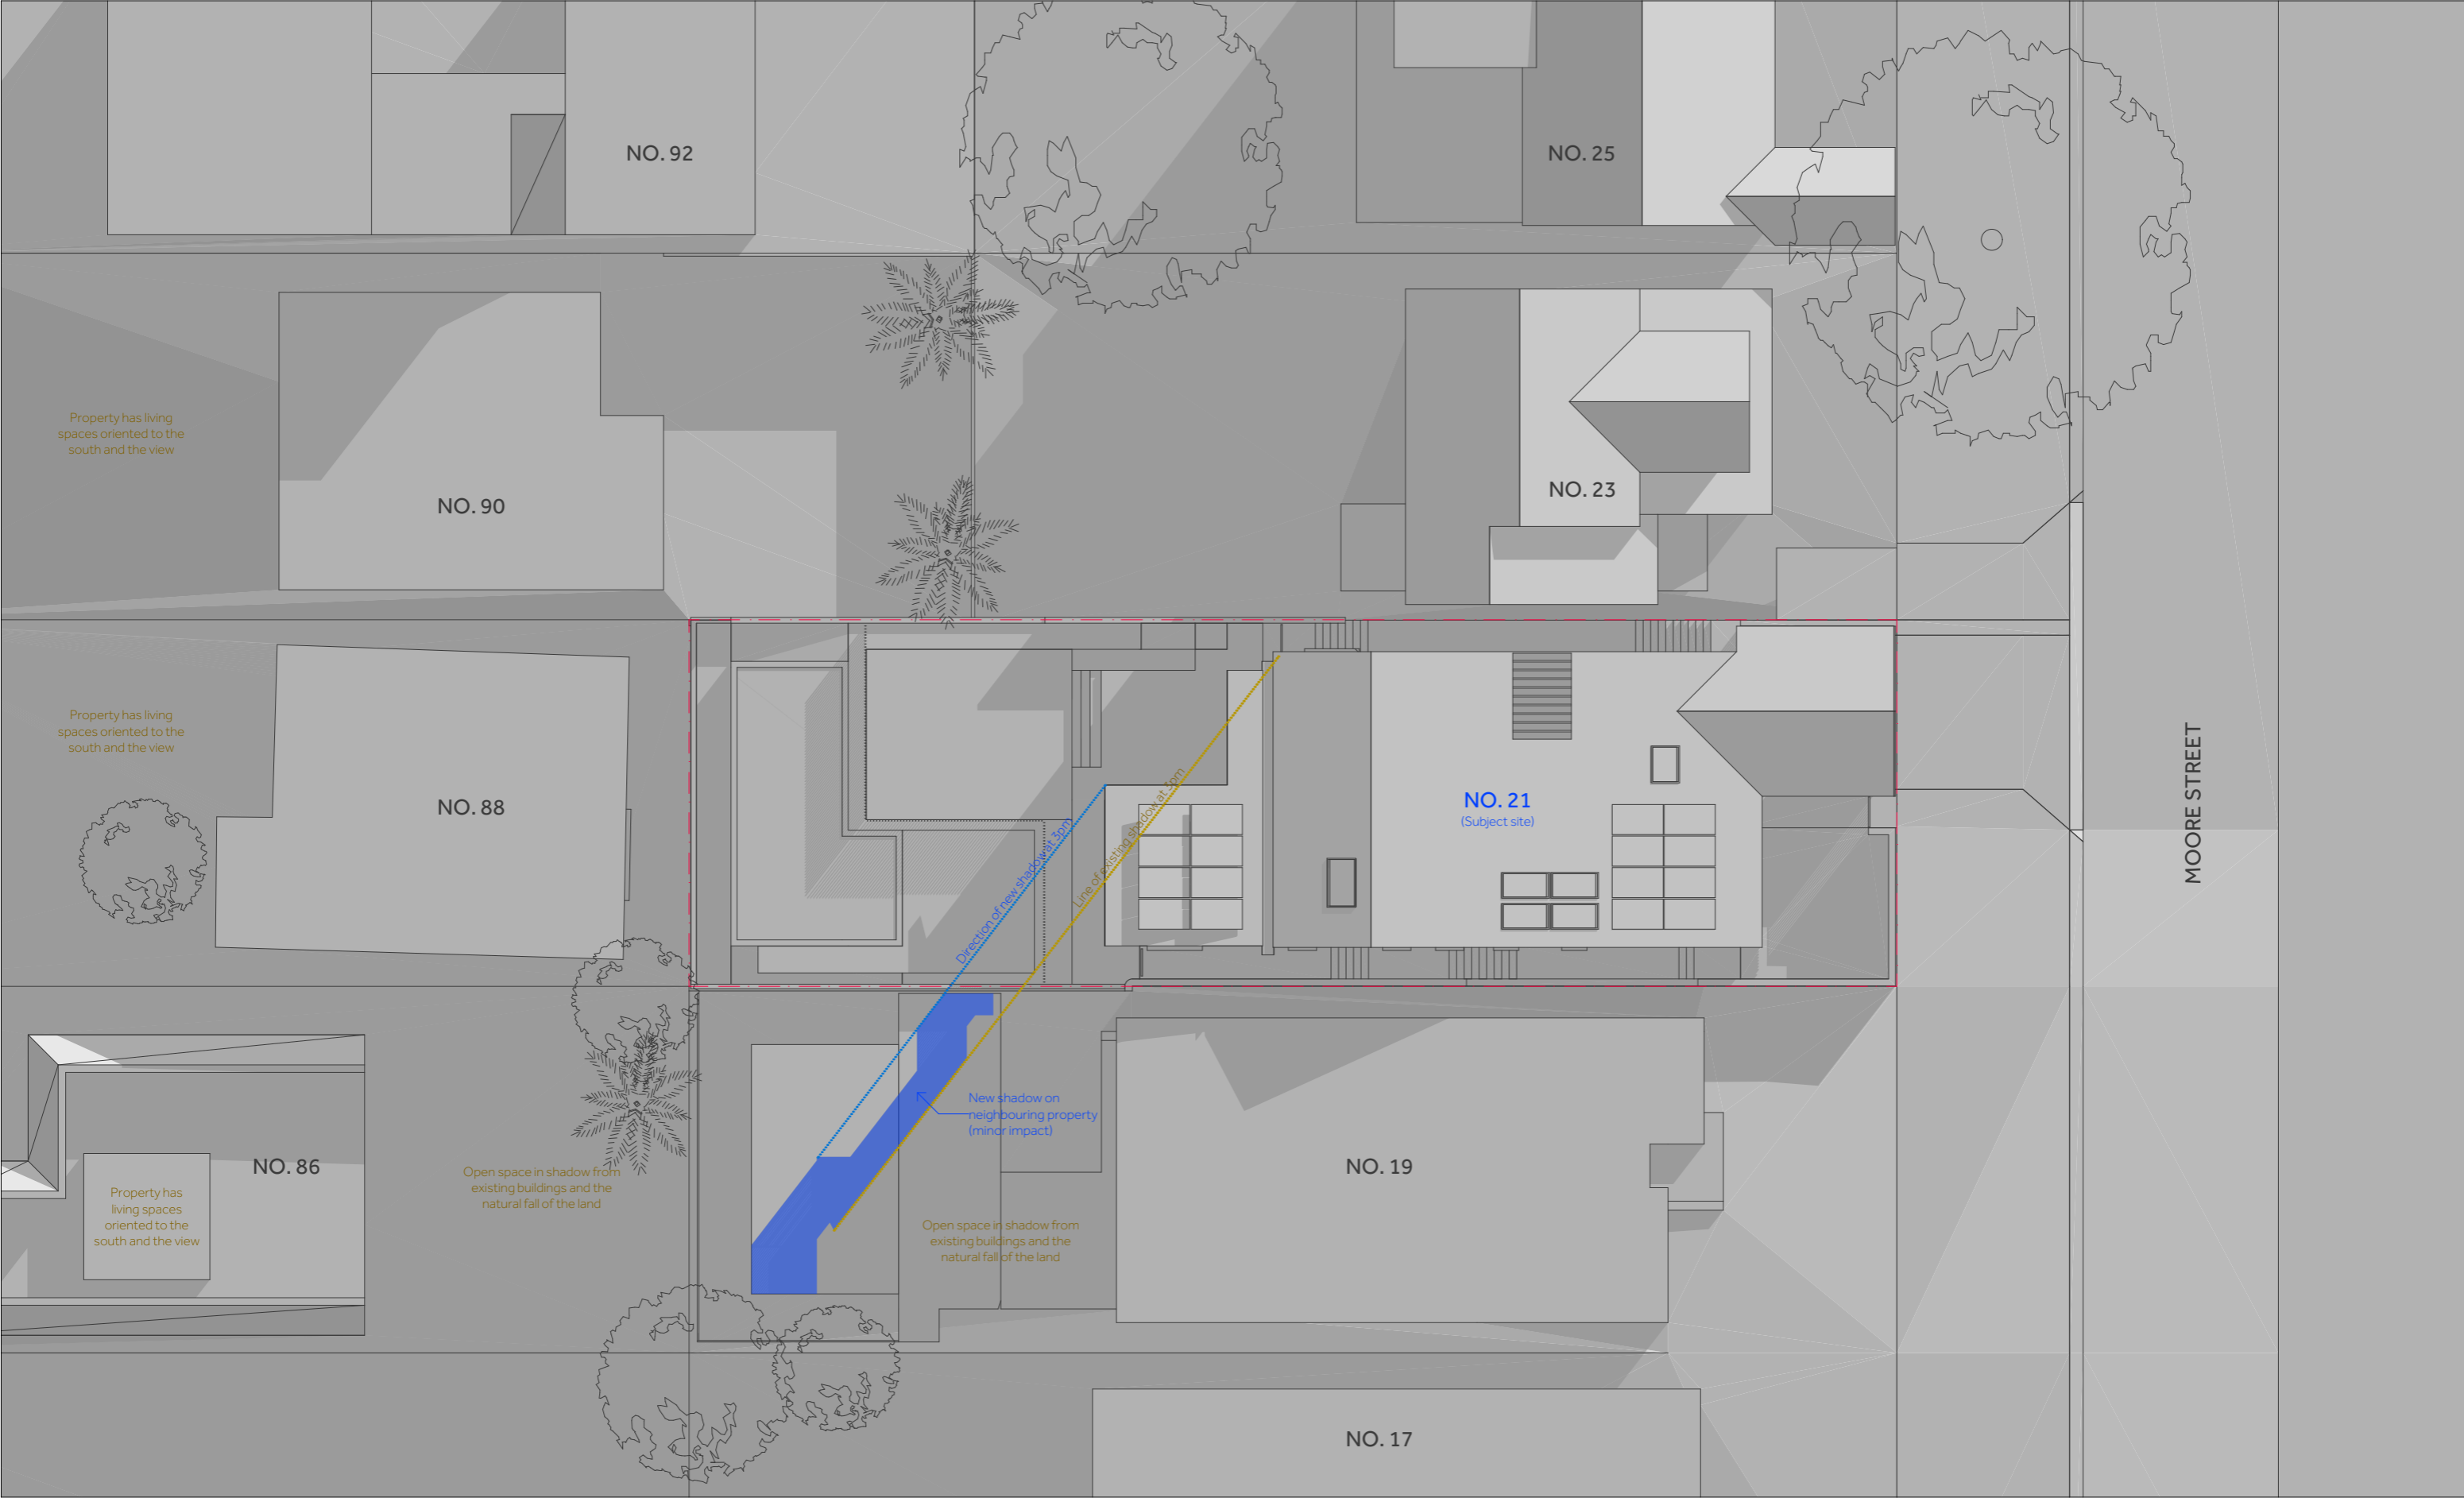 NO. 92
NO. 25
Property has living
spaces oriented to the
south and the view
NO. 90
NO. 23
Property has living
spaces oriented to the
south and the view
NO. 88
Direction of new shadow at 3pm
Line of existing shadow at 3pm
NO. 21
(Subject site)
MOORE STREET
New shadow on
neighbouring property
(minor impact)
NO. 86
Property has
living spaces
oriented to the
south and the view
Open space in shadow from
existing buildings and the
natural fall of the land
Open space in shadow from
existing buildings and the
natural fall of the land
NO. 19
NO. 17